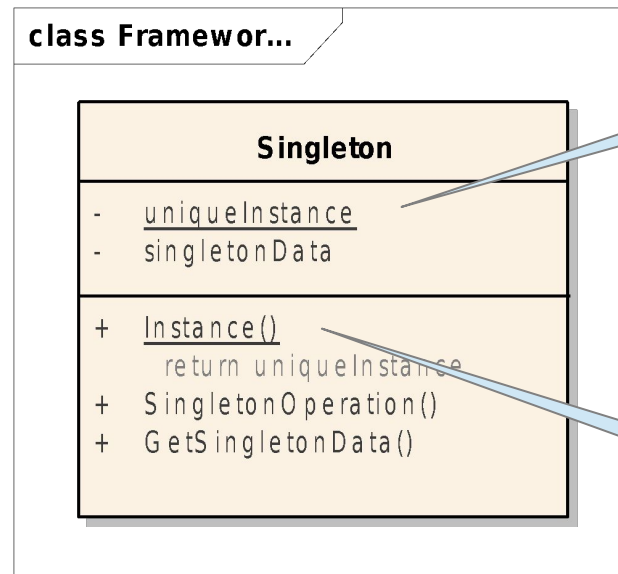 class Framewor...
Singleton
- uniqueInstance
- singletonData
+ Instance()
return uniqueInstance
+ SingletonOperation()
+ GetSingletonData()